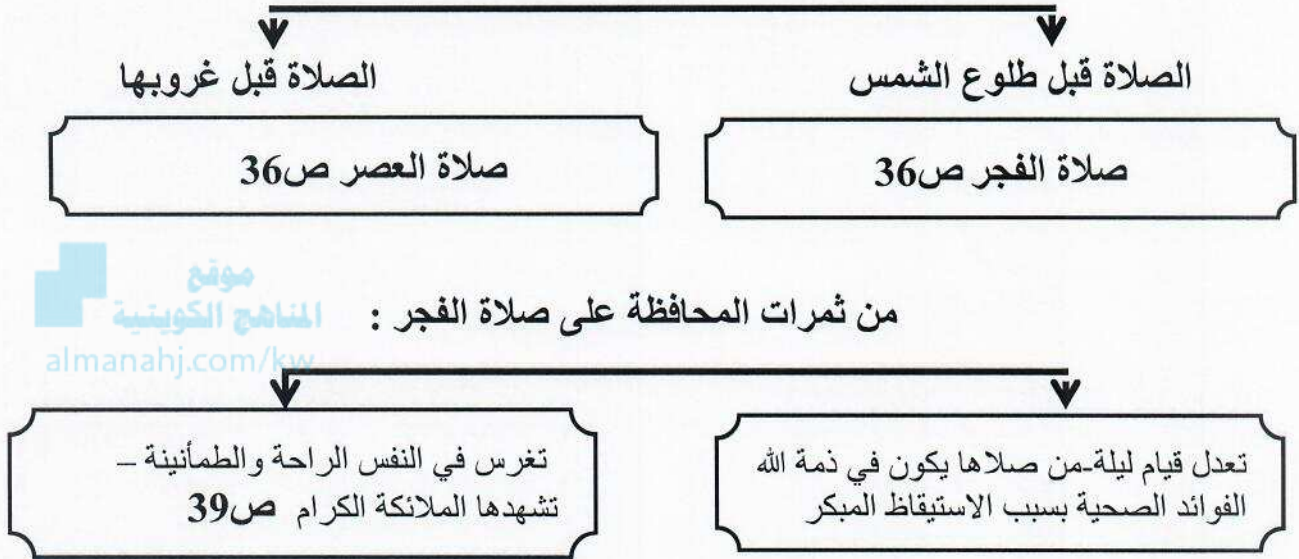 الصلاة قبل طلوع الشمس
الصلاة قبل غروبها
صلاة الفجر ص36
صلاة العصر ص36
موقع
المناهج الكويتية
almanahj.com/kw
من ثمرات المحافظة على صلاة الفجر :
تعدل قيام ليلة-من صلاها يكون في ذمة الله
الفوائد الصحية بسبب الاستيقاظ المبكر
تغرس في النفس الراحة والطمأنينة –
تشهدها الملائكة الكرام ص39